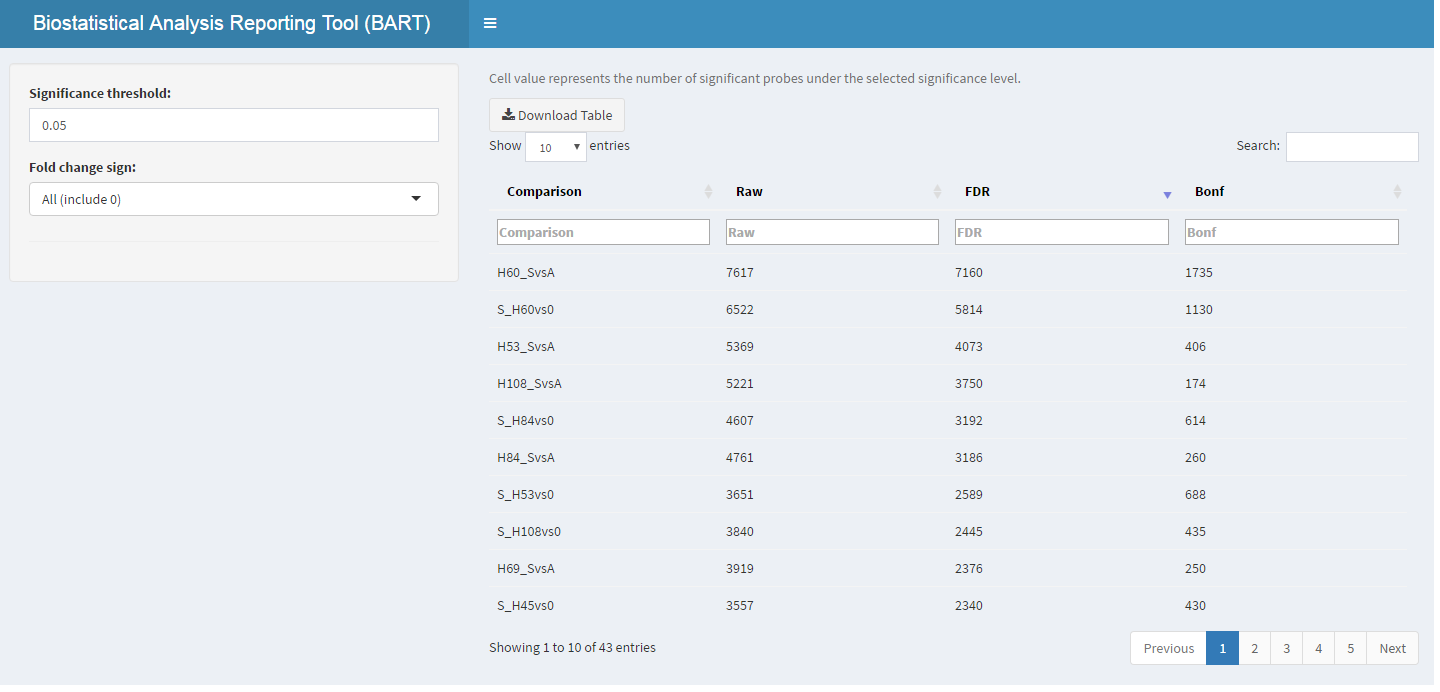 Biostatistical Analysis Reporting Tool (BART)
Significance threshold:
0.05
Fold change sign:
All (include 0)
Cell value represents the number of significant probes under the selected significance level.
Download Table
Show 10 entries
Search:
Comparison Raw FDR Bonf
Comparison Raw FDR Bonf
H60_SvsA 7617 7160 1735
S_H60vs0 6522 5814 1130
H53_SvsA 5369 4073 406
H108_SvsA 5221 3750 174
S_H84vs0 4607 3192 614
H84_SvsA 4761 3186 260
S_H53vs0 3651 2589 688
S_H108vs0 3840 2445 435
H69_SvsA 3919 2376 250
S_H45vs0 3557 2340 430
Showing 1 to 10 of 43 entries
Previous 1 2 3 4 5 Next